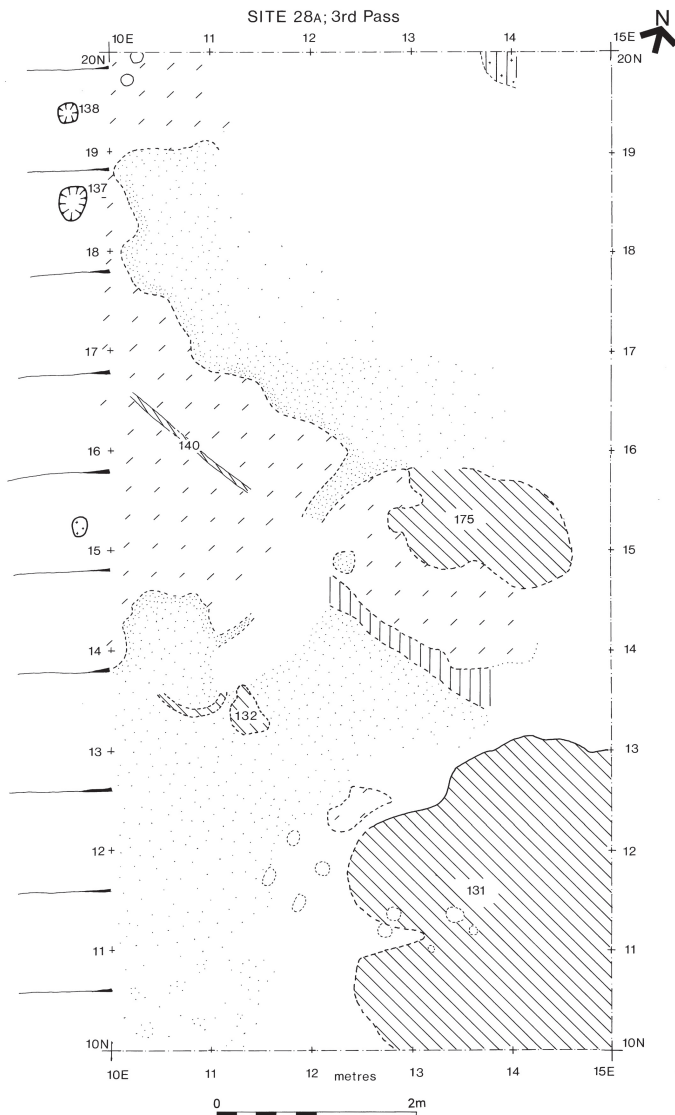 SITE 28A; 3rd Pass
N
10E 11 12 13 14 15E
20N 20N
138
19 19
137
18 18
17 17
140
16 16
175
15 15
14 14
132
13 13
12 12
131
11 11
10N 10N
10E 11 12 metres 13 14 15E
0 2m